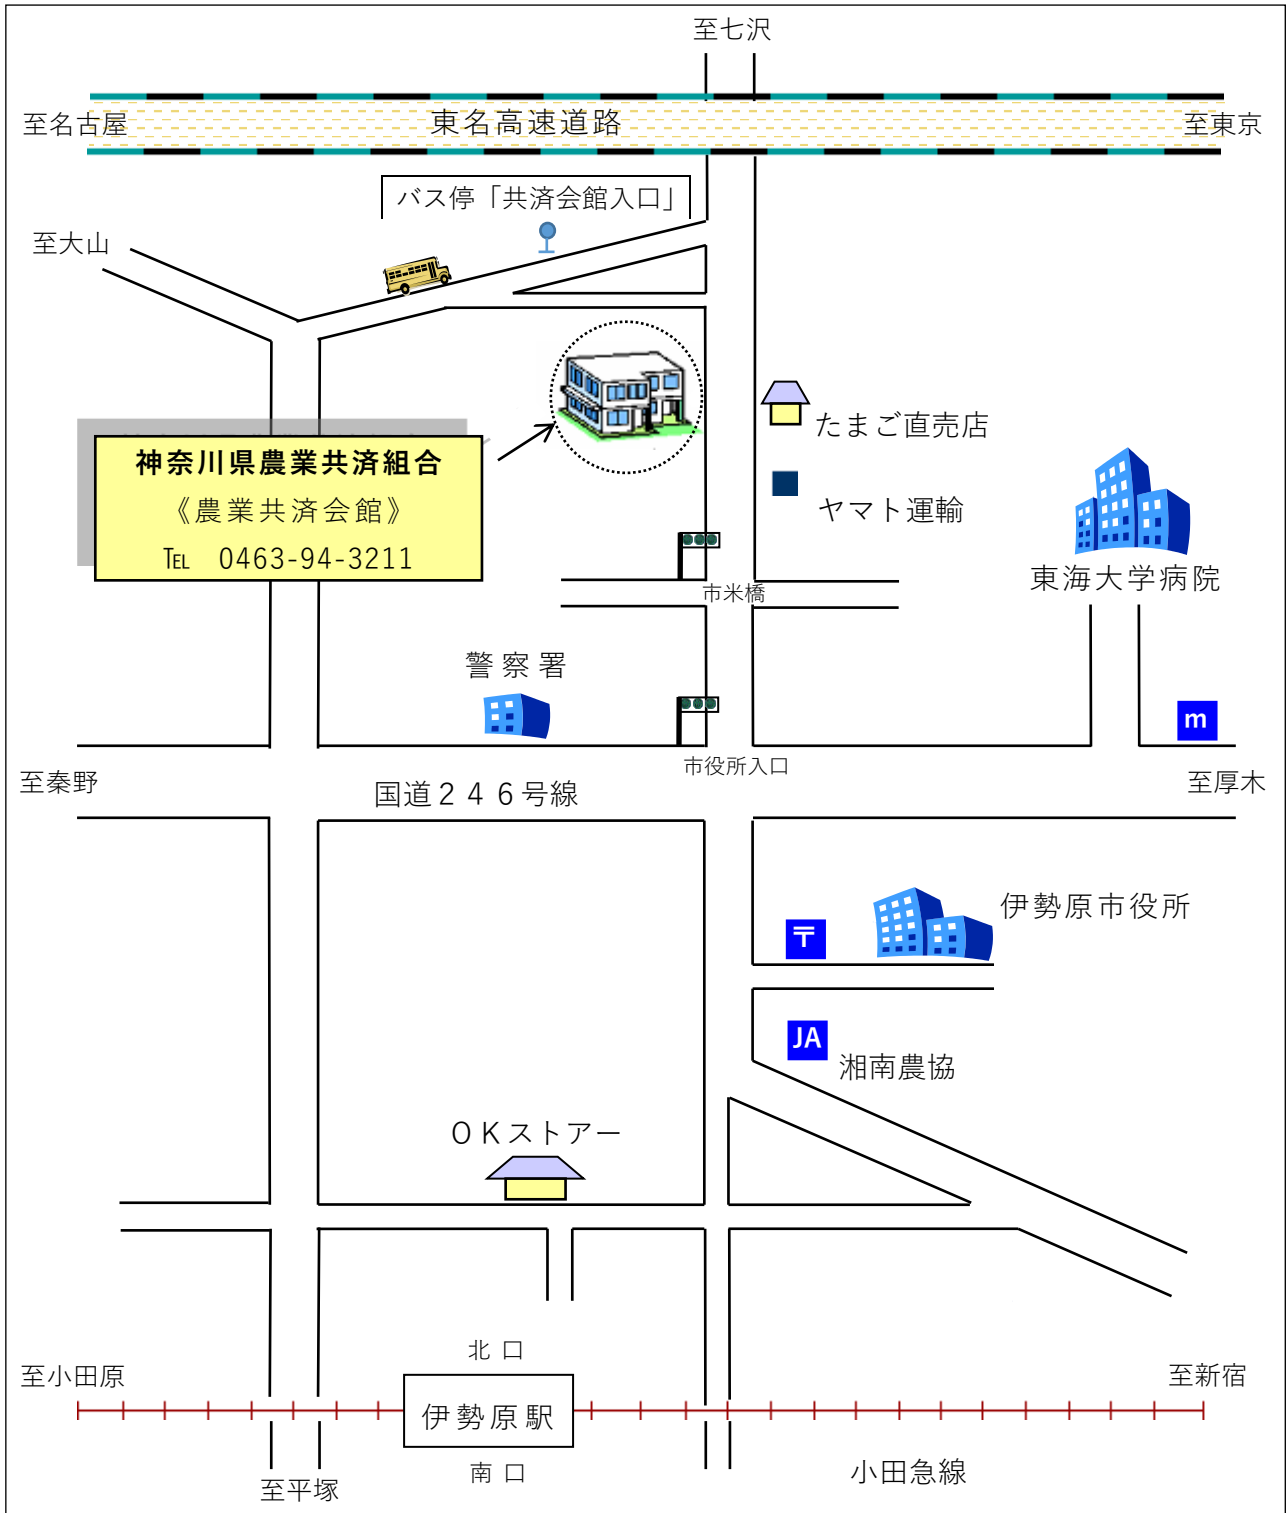 至七沢
至名古屋
東名高速道路
至東京
バス停「共済会館入口」
至大山
たまご直売店
神奈川県農業共済組合
《農業共済会館》
TEL 0463-94-3211
ヤマト運輸
東海大学病院
市米橋
警察署
m
市役所入口
至秦野
国道２４６号線
至厚木
伊勢原市役所
〒
JA
湘南農協
ＯＫストアー
北口
至小田原
至新宿
伊勢原駅
南口
小田急線
至平塚